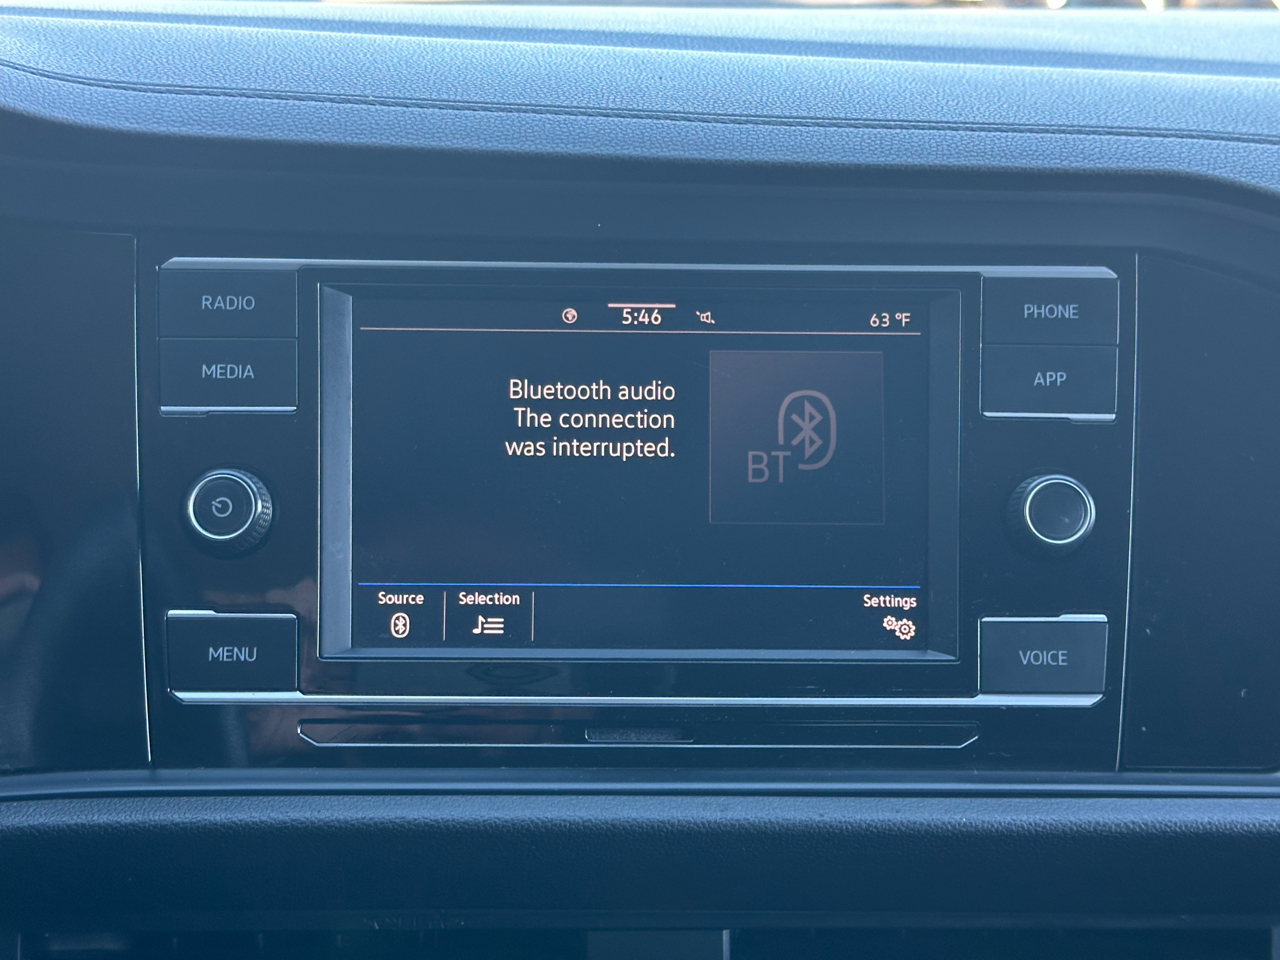 RADIO
MEDIA
5:46
63 °F
PHONE
APP
Bluetooth audio
The connection
was interrupted.
BT
Source
Selection
Settings
MENU
VOICE